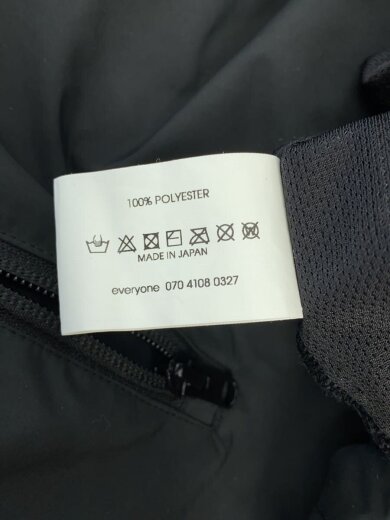 100% POLYESTER
MADE IN JAPAN
everyone 070 4108 0327